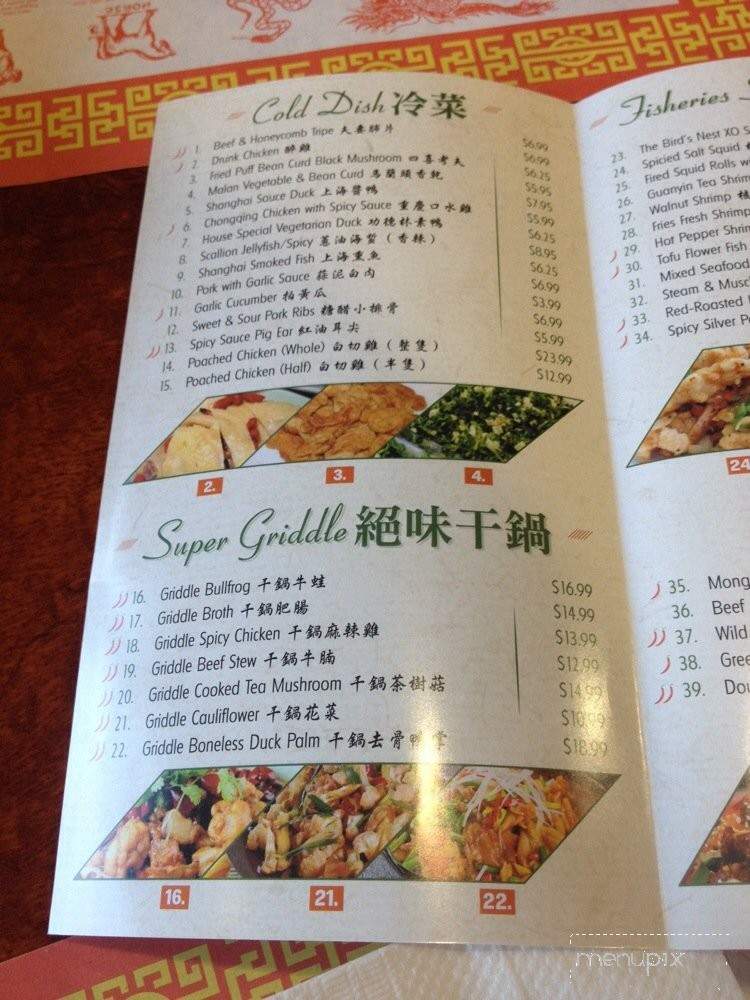 HORSE
Cold Dish 冷菜
1. Beef & Honeycomb Tripe 夫妻肺片 $6.99
2. Drunk Chicken 醉雞 $6.99
3. Fried Puff Bean Curd Black Mushroom 四喜考夫 $6.25
4. Malan Vegetable & Bean Curd 馬蘭頭香乾 $5.95
5. Shanghai Sauce Duck 上海醬鴨 $7.95
6. Chongqing Chicken with Spicy Sauce 重慶口水雞 $5.99
7. House Special Vegetarian Duck 功德林素鴨 $6.25
8. Scallion Jellyfish/Spicy 蔥油海蜇（香辣） $8.95
9. Shanghai Smoked Fish 上海熏魚 $6.25
10. Pork with Garlic Sauce 蒜泥白肉 $6.99
11. Garlic Cucumber 拍黃瓜 $3.99
12. Sweet & Sour Pork Ribs 糖醋小排骨 $6.99
13. Spicy Sauce Pig Ear 紅油耳尖 $5.99
14. Poached Chicken (Whole) 白切雞（整隻） $23.99
15. Poached Chicken (Half) 白切雞（半隻） $12.99
2. 3. 4.
Super Griddle 絕味干鍋
16. Griddle Bullfrog 干鍋牛蛙 $16.99
17. Griddle Broth 干鍋肥腸 $14.99
18. Griddle Spicy Chicken 干鍋麻辣雞 $13.99
19. Griddle Beef Stew 干鍋牛腩 $12.99
20. Griddle Cooked Tea Mushroom 干鍋茶樹菇 $14.99
21. Griddle Cauliflower 干鍋花菜 $10.99
22. Griddle Boneless Duck Palm 干鍋去骨鴨掌 $18.99
16. 21. 22.
Fisheries
23. The Bird's Nest XO S
24. Spicied Salt Squid
25. Fired Squid Rolls w
26. Guanyin Tea Shrim
27. Walnut Shrimp
28. Fries Fresh Shrimp
29. Hot Pepper Shrim
30. Tofu Flower Fish
31. Mixed Seafood
32. Steam & Musc
33. Red-Roasted
34. Spicy Silver P
24
35. Mong
36. Beef
37. Wild
38. Gree
39. Dou
menupix